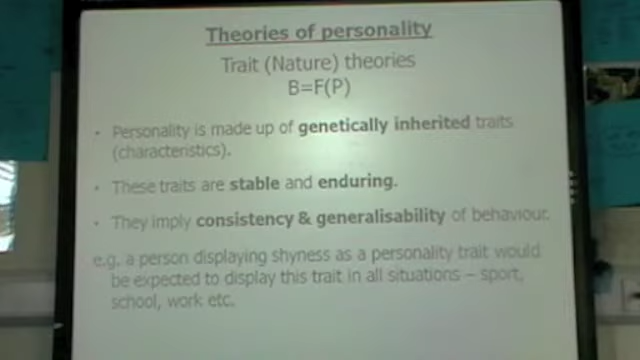 Theories of personality
Trait (Nature) theories
B=F(P)
• Personality is made up of genetically inherited traits
(characteristics).
• These traits are stable and enduring.
• They imply consistency & generalisability of behaviour.
e.g. a person displaying shyness as a personality trait would
be expected to display this trait in all situations – sport,
school, work etc.